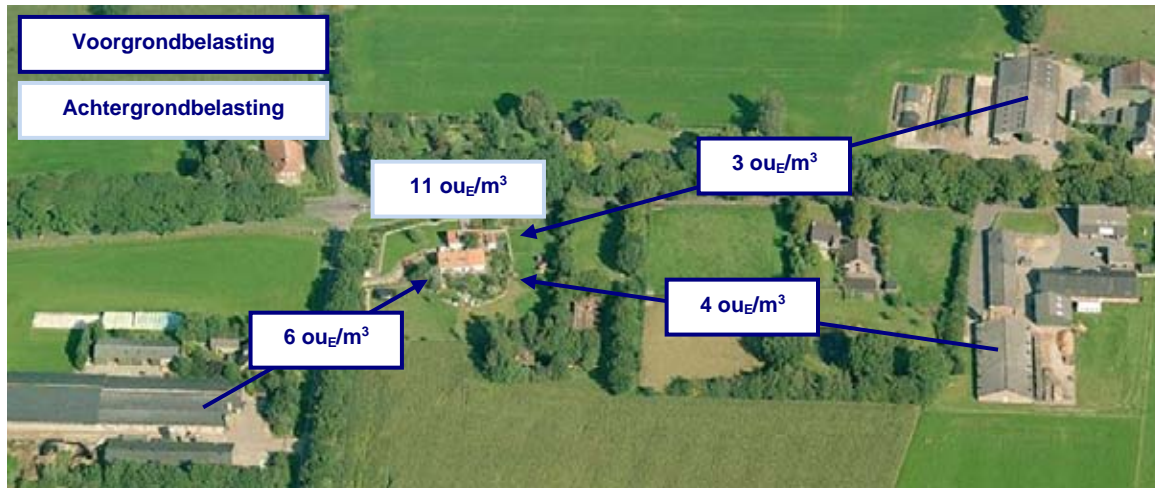 Voorgrondbelasting
Achtergrondbelasting
11 ouE/m³
3 ouE/m³
4 ouE/m³
6 ouE/m³